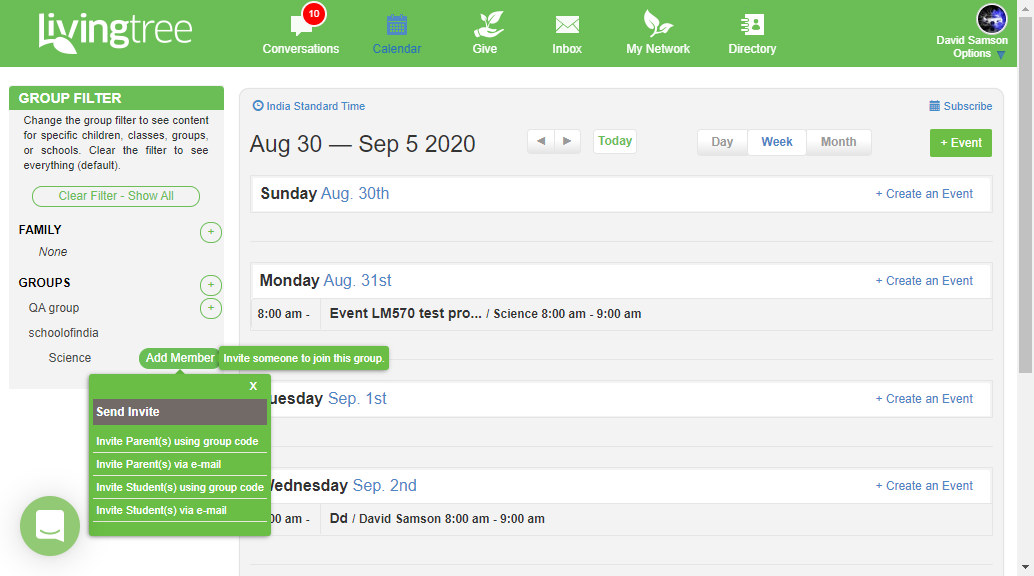 livingtree
10
Conversations
Calendar
Give
Inbox
My Network
Directory
David Samson
Options
GROUP FILTER
Change the group filter to see content
for specific children, classes, groups,
or schools. Clear the filter to see
everything (default).
Clear Filter - Show All
FAMILY
+
None
GROUPS
+
QA group
+
schoolofindia
Science
Add Member
Invite someone to join this group.
X
Send Invite
Invite Parent(s) using group code
Invite Parent(s) via e-mail
Invite Student(s) using group code
Invite Student(s) via e-mail
India Standard Time
Subscribe
Aug 30 — Sep 5 2020
Today
Day
Week
Month
+ Event
Sunday Aug. 30th
+ Create an Event
Monday Aug. 31st
+ Create an Event
8:00 am -
Event LM570 test pro... / Science 8:00 am - 9:00 am
uesday Sep. 1st
+ Create an Event
ednesday Sep. 2nd
+ Create an Event
00 am -
Dd / David Samson 8:00 am - 9:00 am